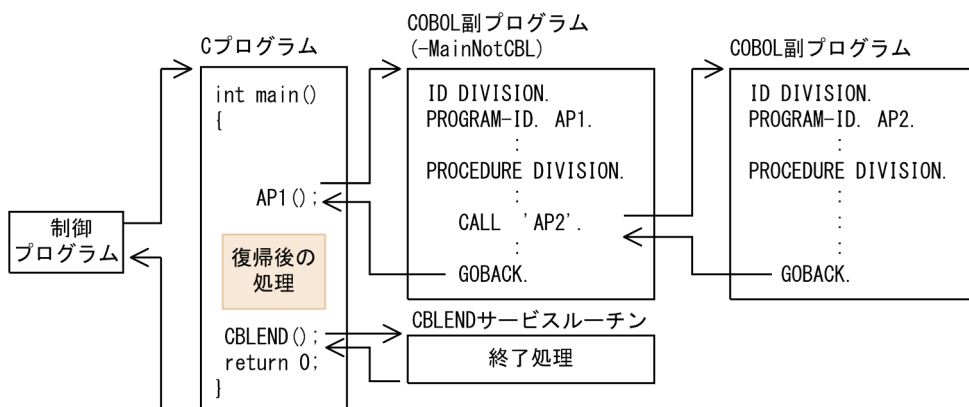 制御
プログラム
Cプログラム
int main()
{
AP1();
復帰後の
処理
CBLEND();
return 0;
}
COBOL副プログラム
(-MainNotCBL)
ID DIVISION.
PROGRAM-ID. AP1.
:
PROCEDURE DIVISION.
:
CALL 'AP2'.
:
GOBACK.
CBLENDサービスルーチン
終了処理
COBOL副プログラム
ID DIVISION.
PROGRAM-ID. AP2.
:
PROCEDURE DIVISION.
:
:
:
GOBACK.